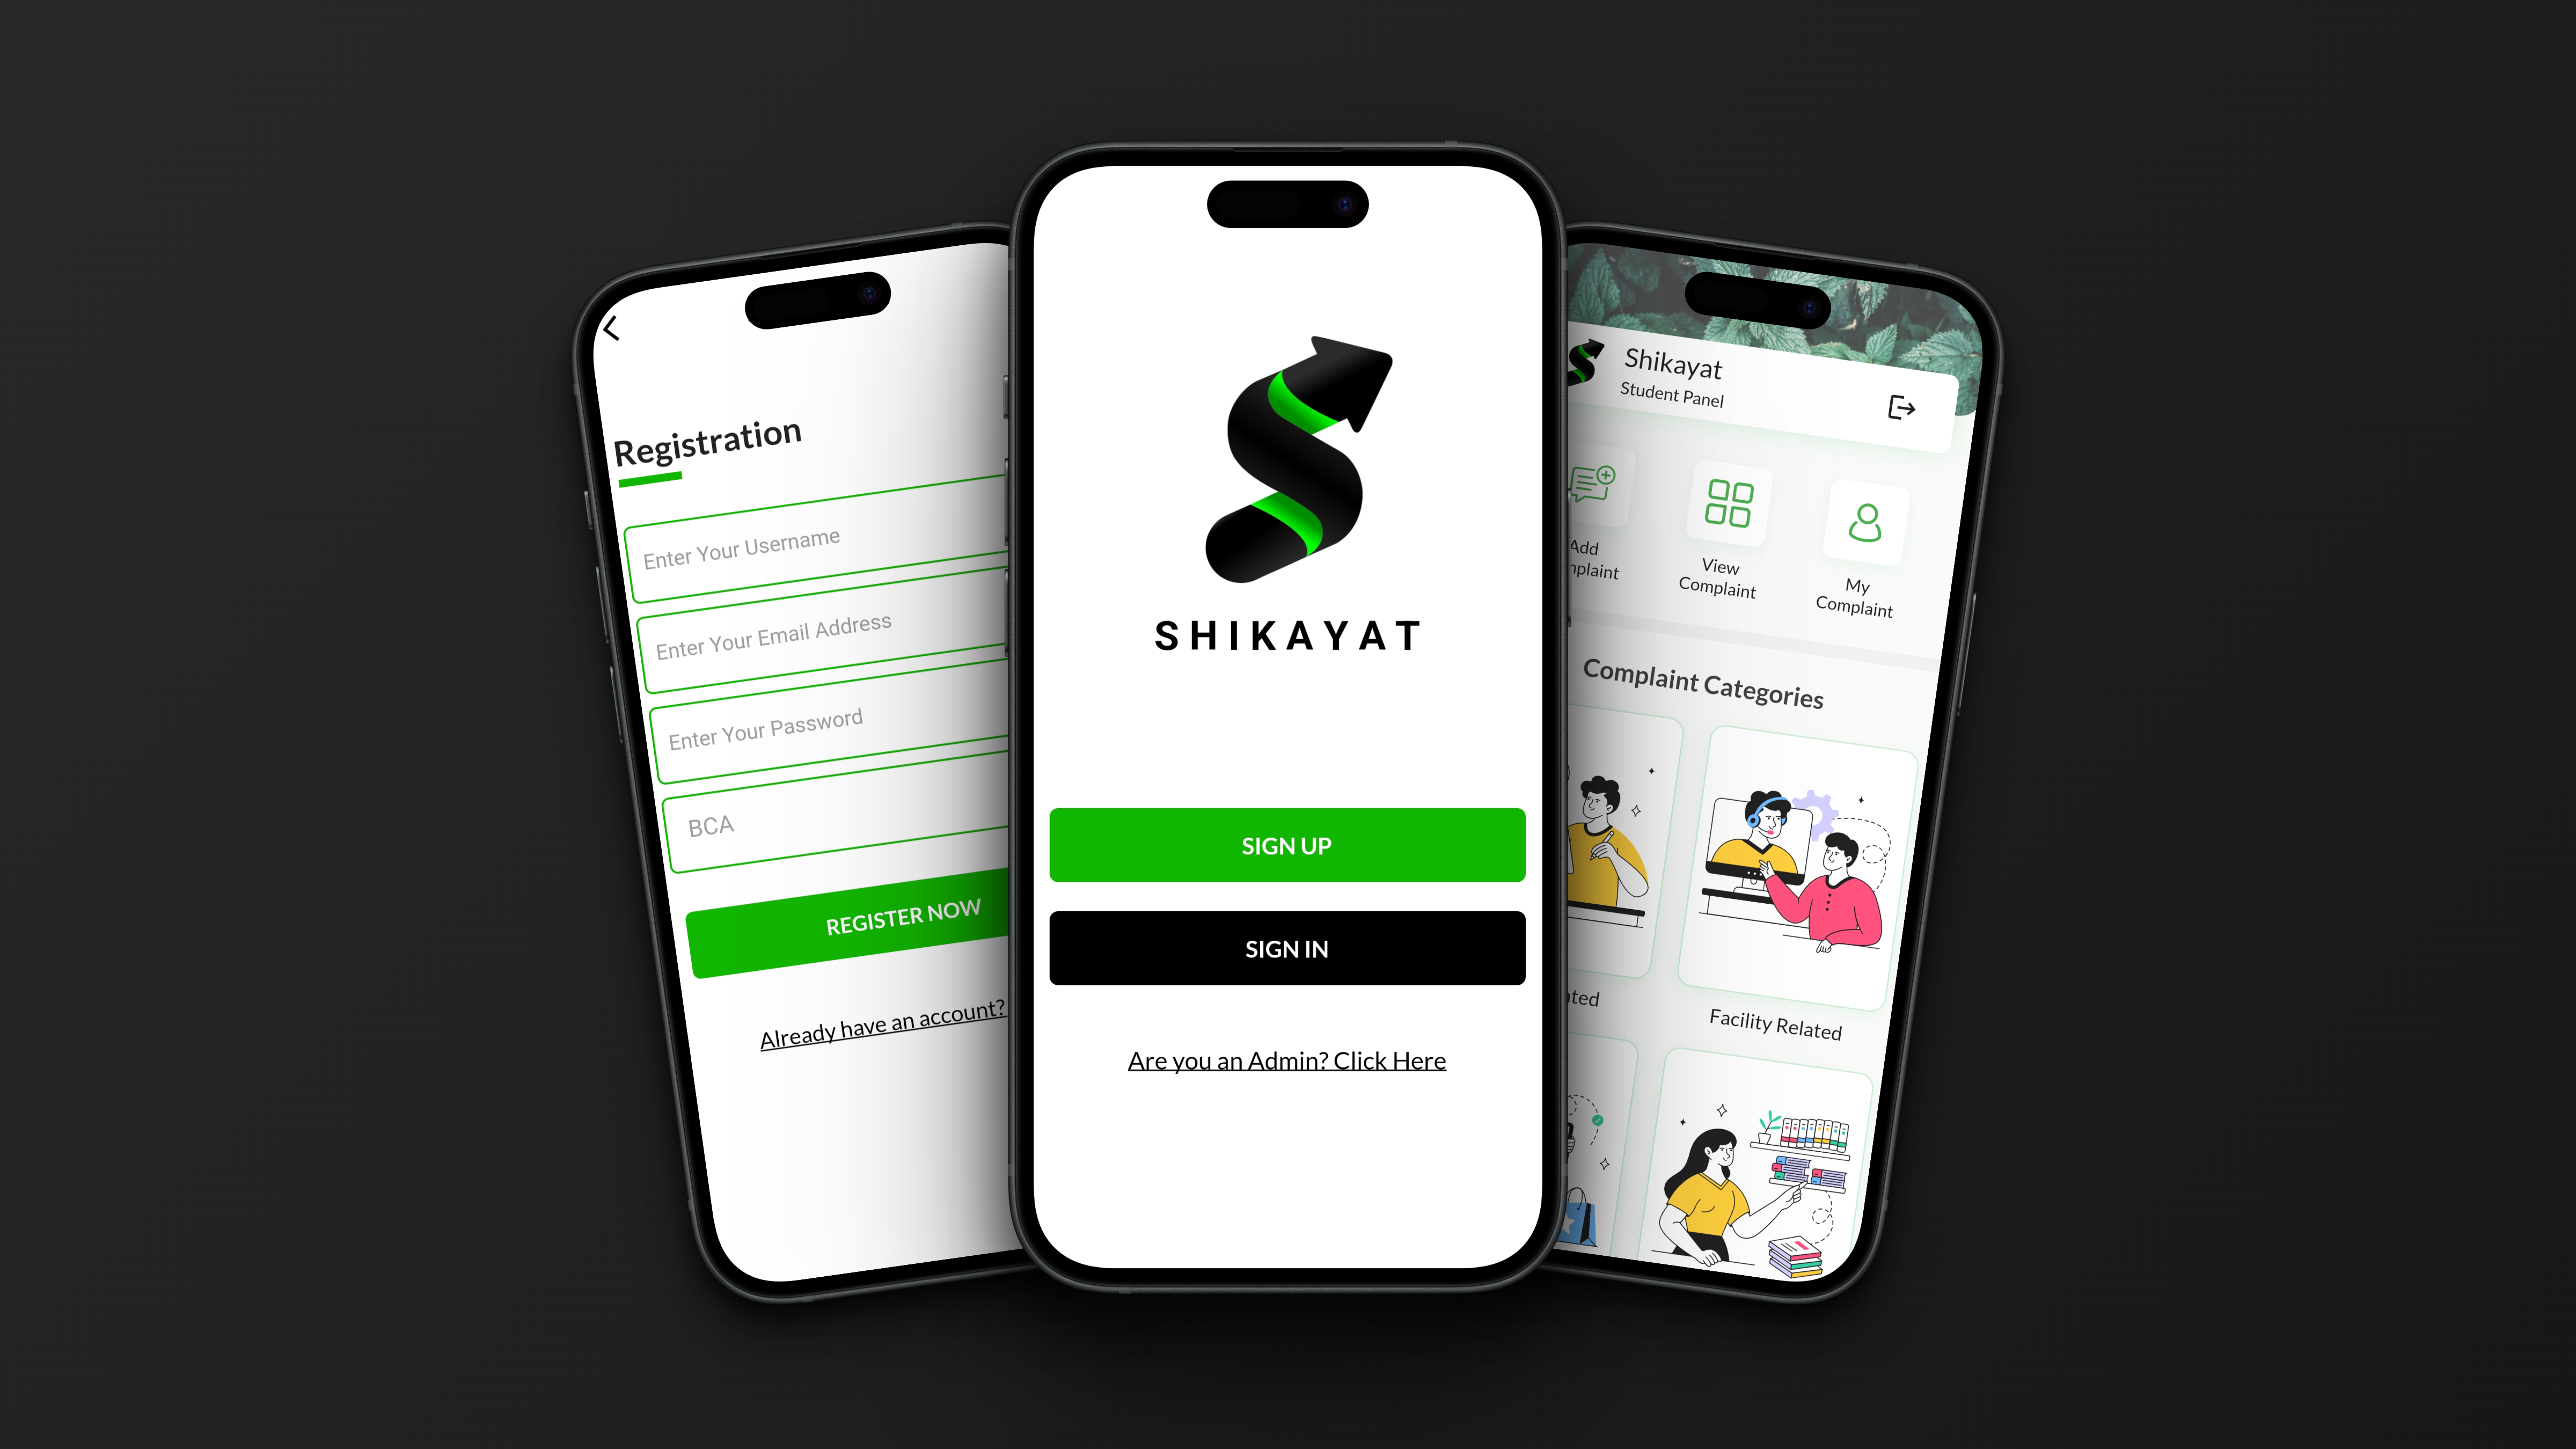 Registration
Enter Your Username
Enter Your Email Address
Enter Your Password
BCA
REGISTER NOW
Already have an account?
SHIKAYAT
SIGN UP
SIGN IN
Are you an Admin? Click Here
Shikayat
Student Panel
Add
View
Complaint
My
Complaint
Complaint Categories
Facility Related